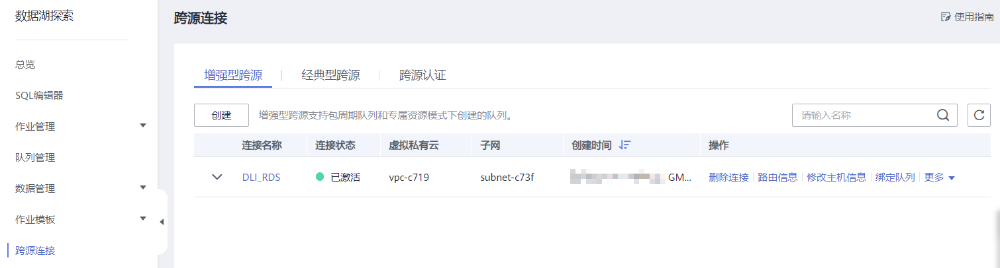 数据湖探索
总览
SQL编辑器
作业管理
队列管理
数据管理
作业模板
跨源连接
跨源连接
使用指南
增强型跨源 经典型跨源 跨源认证
创建 增强型跨源支持包周期队列和专属资源模式下创建的队列。 请输入名称
连接名称 连接状态 虚拟私有云 子网 创建时间 操作
DLI_RDS 已激活 vpc-c719 subnet-c73f GM... 删除连接 路由信息 修改主机信息 绑定队列 更多